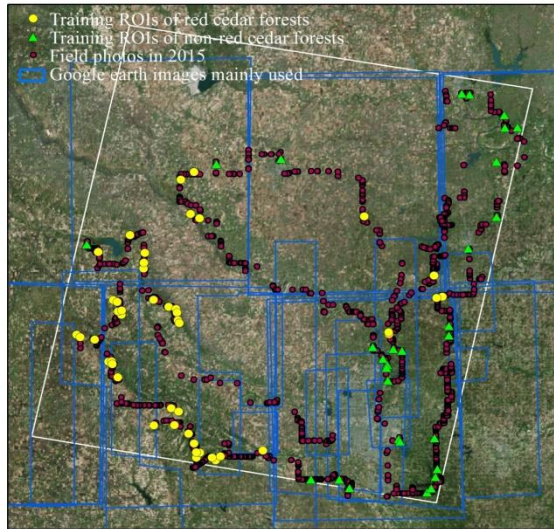 Training ROIs of red cedar forests
Training ROIs of non-red cedar forests
Field photos in 2015
Google earth images mainly used